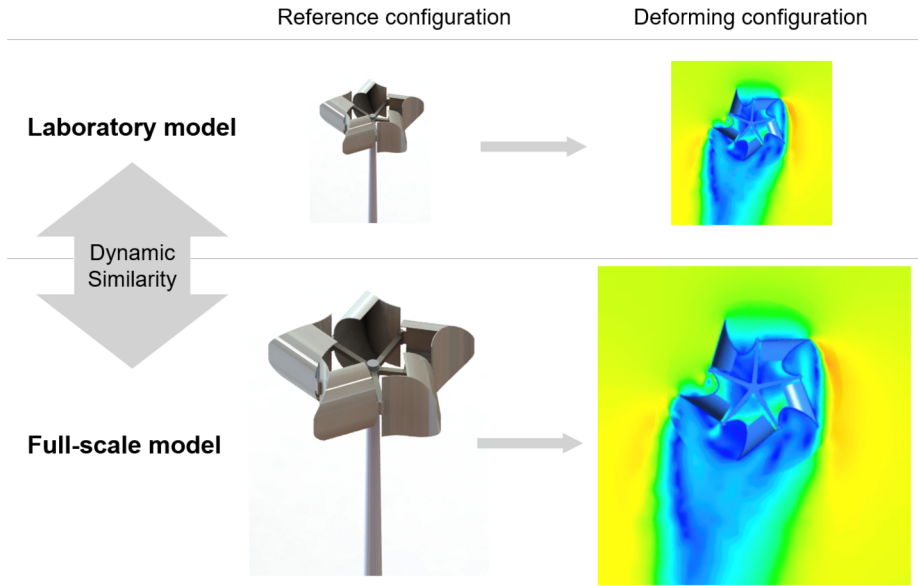 Reference configuration
Deforming configuration
Laboratory model
Dynamic
Similarity
Full-scale model